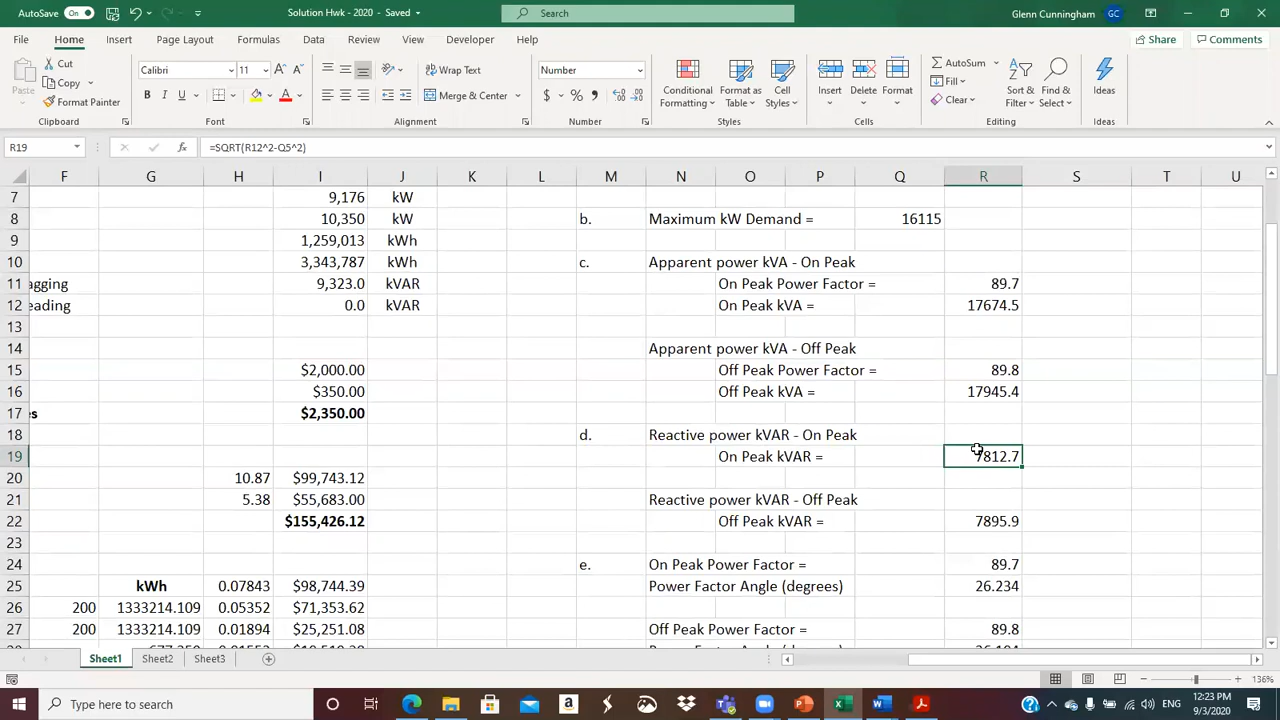 AutoSave On Solution Hwk - 2020 - Saved Search Glenn Cunningham GC
File Home Insert Page Layout Formulas Data Review View Developer Help Share Comments
Paste Cut Copy Format Painter Clipboard
Calibri 11 B I U A Font
Wrap Text Merge & Center Alignment
Number $ % , Number
Conditional Formatting Format as Table Cell Styles Styles
Insert Delete Format Cells
AutoSum Fill Clear Sort & Filter Find & Select Editing
Ideas Ideas
R19 fx =SQRT(R12^2-Q5^2)
F G H I J K L M N O P Q R S T U
7 9,176 kW
8 10,350 kW b. Maximum kW Demand = 16115
9 1,259,013 kWh
10 3,343,787 kWh c. Apparent power kVA - On Peak
11 agging 9,323.0 kVAR On Peak Power Factor = 89.7
12 eading 0.0 kVAR On Peak kVA = 17674.5
13
14 Apparent power kVA - Off Peak
15 $2,000.00 Off Peak Power Factor = 89.8
16 $350.00 Off Peak kVA = 17945.4
17 es $2,350.00
18 d. Reactive power kVAR - On Peak
19 On Peak kVAR = 7812.7
20 10.87 $99,743.12
21 5.38 $55,683.00 Reactive power kVAR - Off Peak
22 $155,426.12 Off Peak kVAR = 7895.9
23
24 e. On Peak Power Factor = 89.7
25 kWh 0.07843 $98,744.39 Power Factor Angle (degrees) 26.234
26 200 1333214.109 0.05352 $71,353.62
27 200 1333214.109 0.01894 $25,251.08 Off Peak Power Factor = 89.8
Sheet1 Sheet2 Sheet3
136%
Type here to search
12:23 PM
9/3/2020